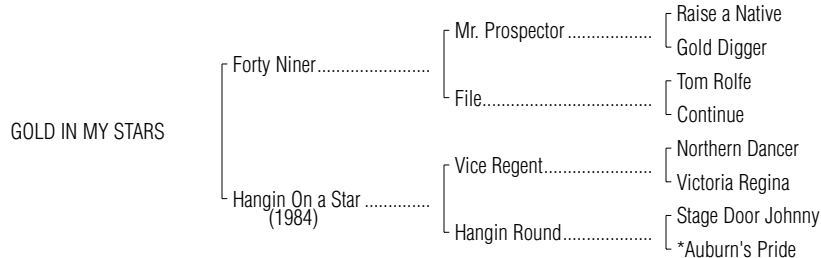 Raise a Native
Mr. Prospector
Gold Digger
Forty Niner
Tom Rolfe
File
Continue
GOLD IN MY STARS
Northern Dancer
Vice Regent
Victoria Regina
Hangin On a Star
(1984)
Stage Door Johnny
Hangin Round
*Auburn's Pride